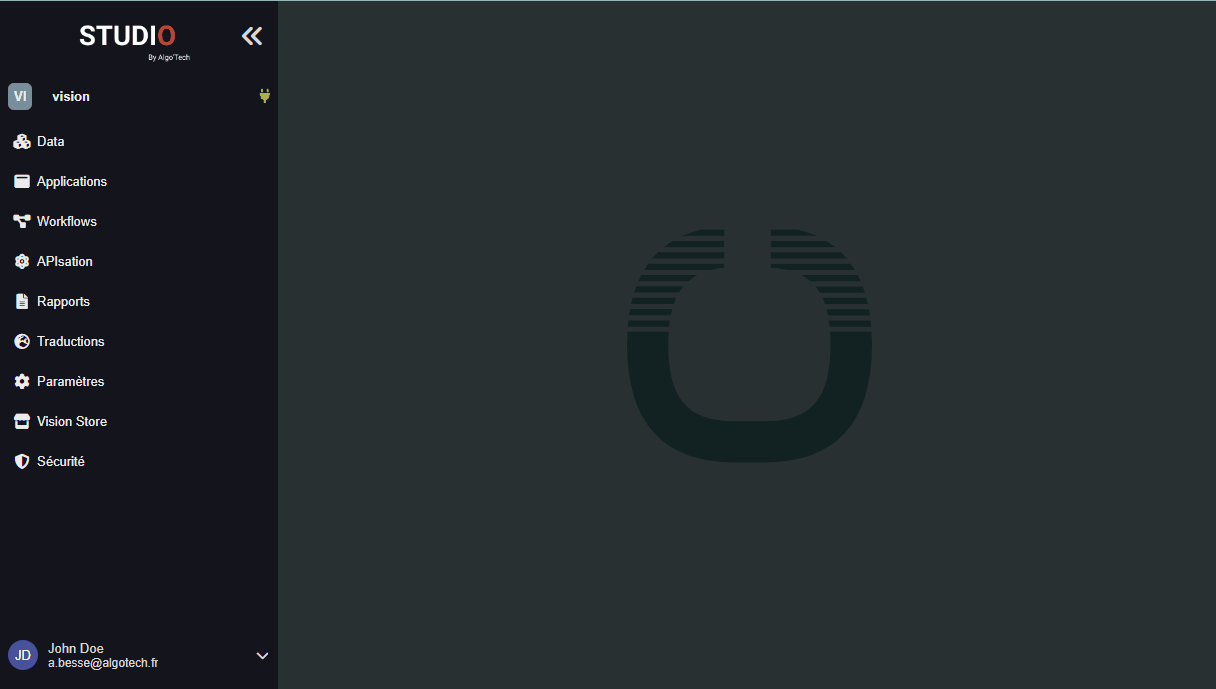 STUDIO
By Algo'Tech
VI vision
Data
Applications
Workflows
APIsation
Rapports
Traductions
Paramètres
Vision Store
Sécurité
JD John Doe
a.besse@algotech.fr